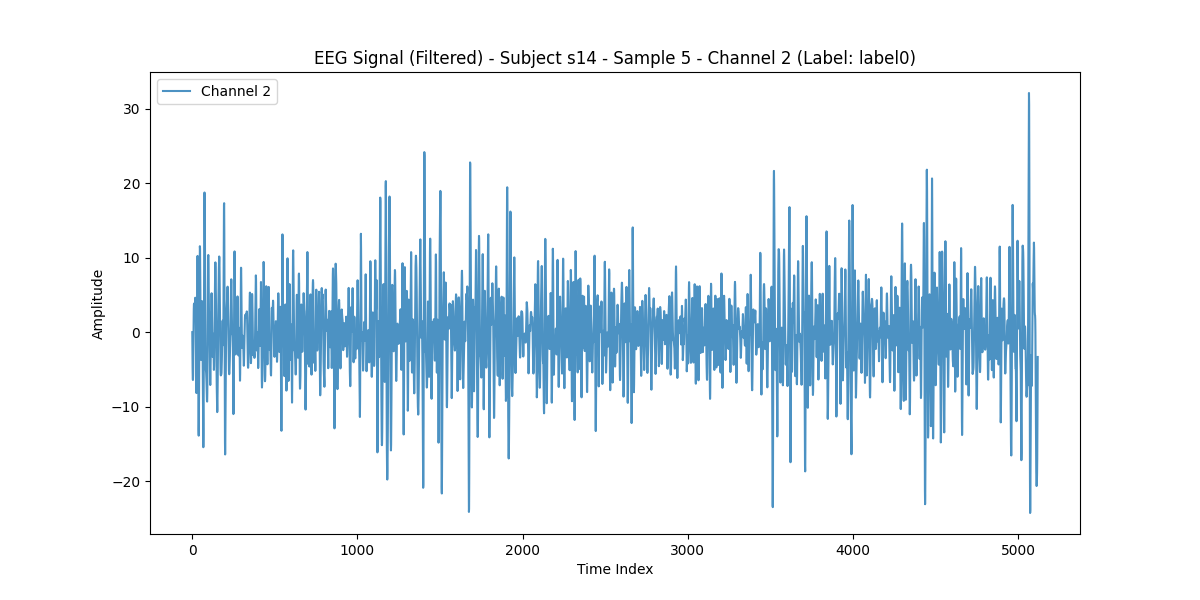 EEG Signal (Filtered) - Subject s14 - Sample 5 - Channel 2 (Label: label0)
Channel 2
30
20
10
0
−10
−20
Amplitude
0 1000 2000 3000 4000 5000
Time Index